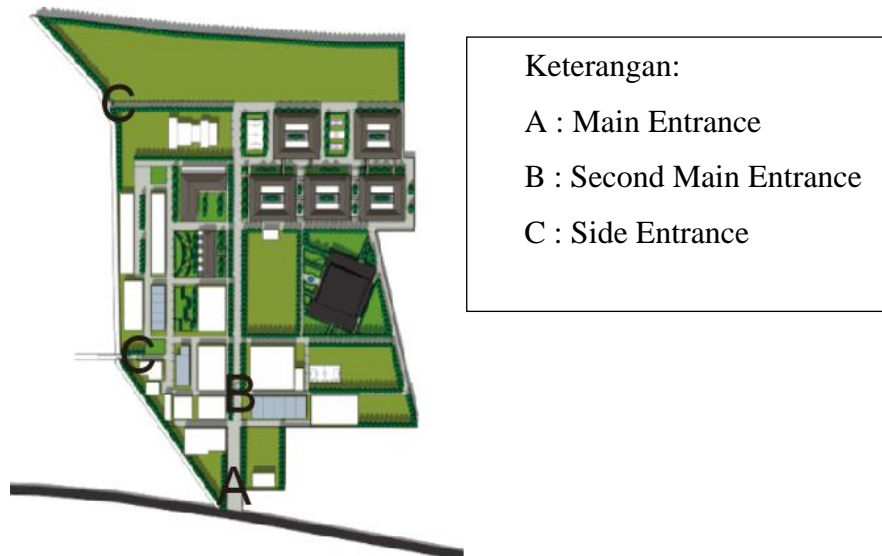 C
C
B
A
Keterangan:
A : Main Entrance
B : Second Main Entrance
C : Side Entrance